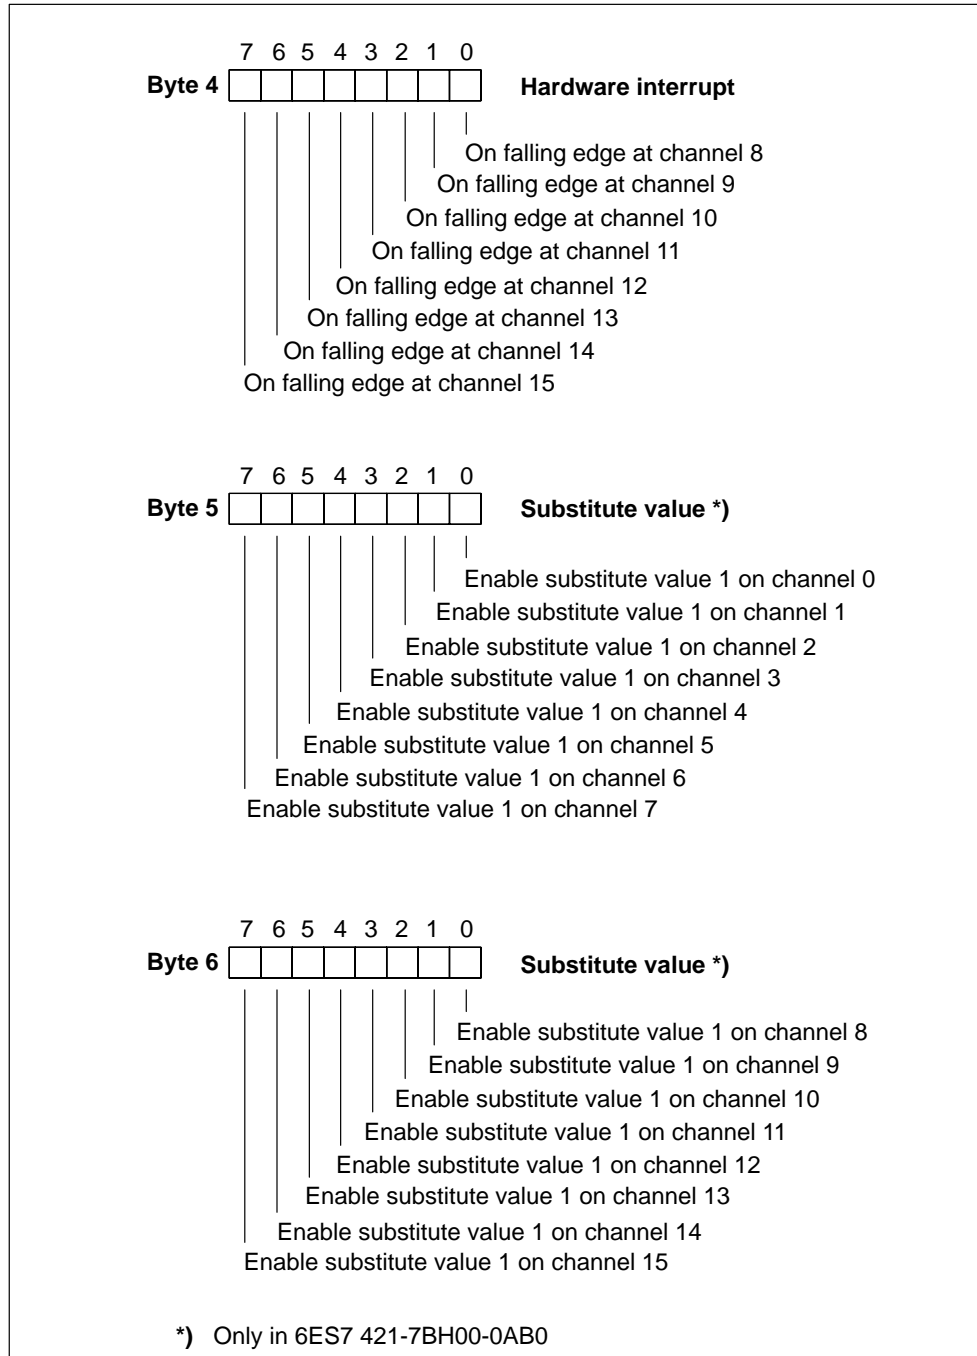 7 6 5 4 3 2 1 0
Byte 4 Hardware interrupt
On falling edge at channel 8
On falling edge at channel 9
On falling edge at channel 10
On falling edge at channel 11
On falling edge at channel 12
On falling edge at channel 13
On falling edge at channel 14
On falling edge at channel 15
7 6 5 4 3 2 1 0
Byte 5 Substitute value *)
Enable substitute value 1 on channel 0
Enable substitute value 1 on channel 1
Enable substitute value 1 on channel 2
Enable substitute value 1 on channel 3
Enable substitute value 1 on channel 4
Enable substitute value 1 on channel 5
Enable substitute value 1 on channel 6
Enable substitute value 1 on channel 7
7 6 5 4 3 2 1 0
Byte 6 Substitute value *)
Enable substitute value 1 on channel 8
Enable substitute value 1 on channel 9
Enable substitute value 1 on channel 10
Enable substitute value 1 on channel 11
Enable substitute value 1 on channel 12
Enable substitute value 1 on channel 13
Enable substitute value 1 on channel 14
Enable substitute value 1 on channel 15
*) Only in 6ES7 421-7BH00-0AB0